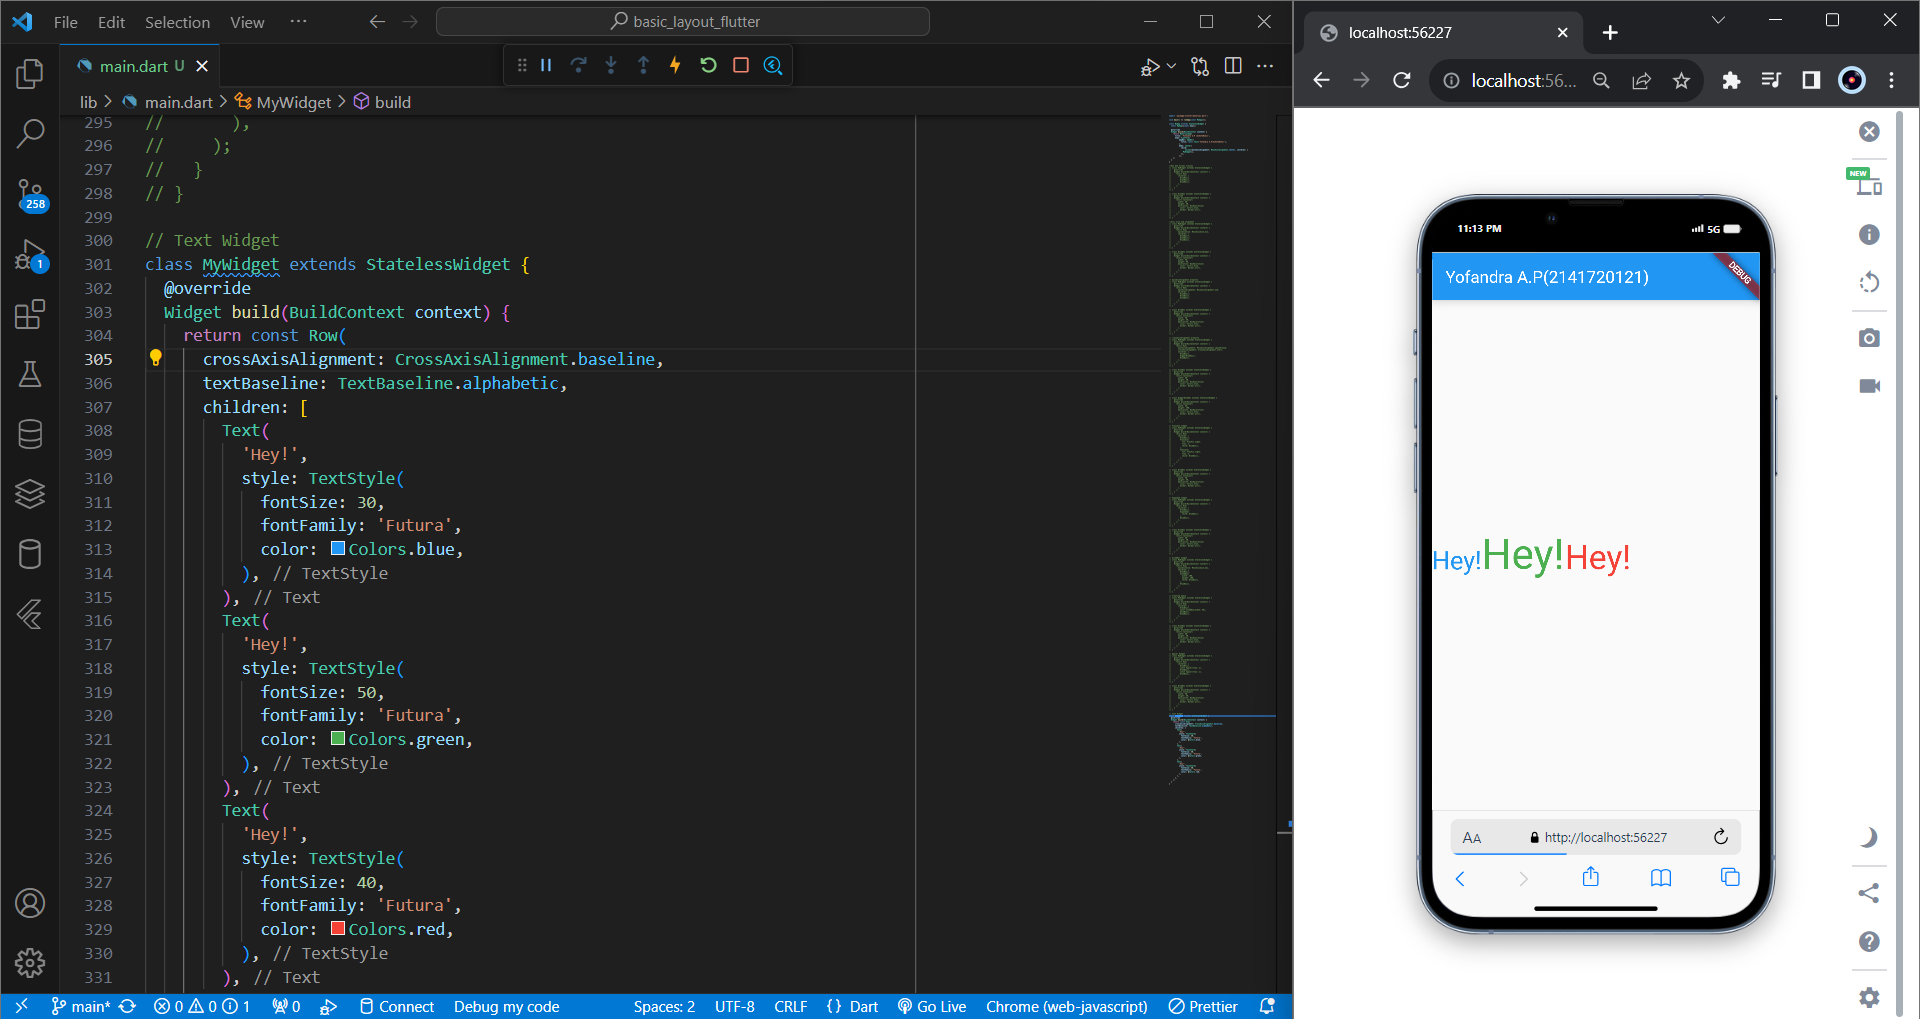 File Edit Selection View ··· basic_layout_flutter
main.dart U
lib > main.dart > MyWidget > build
295 // ),
296 // );
297 // }
298 // }
299
300 // Text Widget
301 class MyWidget extends StatelessWidget {
302 @override
303 Widget build(BuildContext context) {
304 return const Row(
305 crossAxisAlignment: CrossAxisAlignment.baseline,
306 textBaseline: TextBaseline.alphabetic,
307 children: [
308 Text(
309 'Hey!',
310 style: TextStyle(
311 fontSize: 30,
312 fontFamily: 'Futura',
313 color: Colors.blue,
314 ), // TextStyle
315 ), // Text
316 Text(
317 'Hey!',
318 style: TextStyle(
319 fontSize: 50,
320 fontFamily: 'Futura',
321 color: Colors.green,
322 ), // TextStyle
323 ), // Text
324 Text(
325 'Hey!',
326 style: TextStyle(
327 fontSize: 40,
328 fontFamily: 'Futura',
329 color: Colors.red,
330 ), // TextStyle
331 ), // Text
258
1
main* 0 0 1 0 Connect Debug my code Spaces: 2 UTF-8 CRLF {} Dart Go Live Chrome (web-javascript) Prettier
localhost:56227
localhost:56...
NEW
11:13 PM 5G
Yofandra A.P(2141720121)
DEBUG
Hey!Hey!Hey!
AA http://localhost:56227